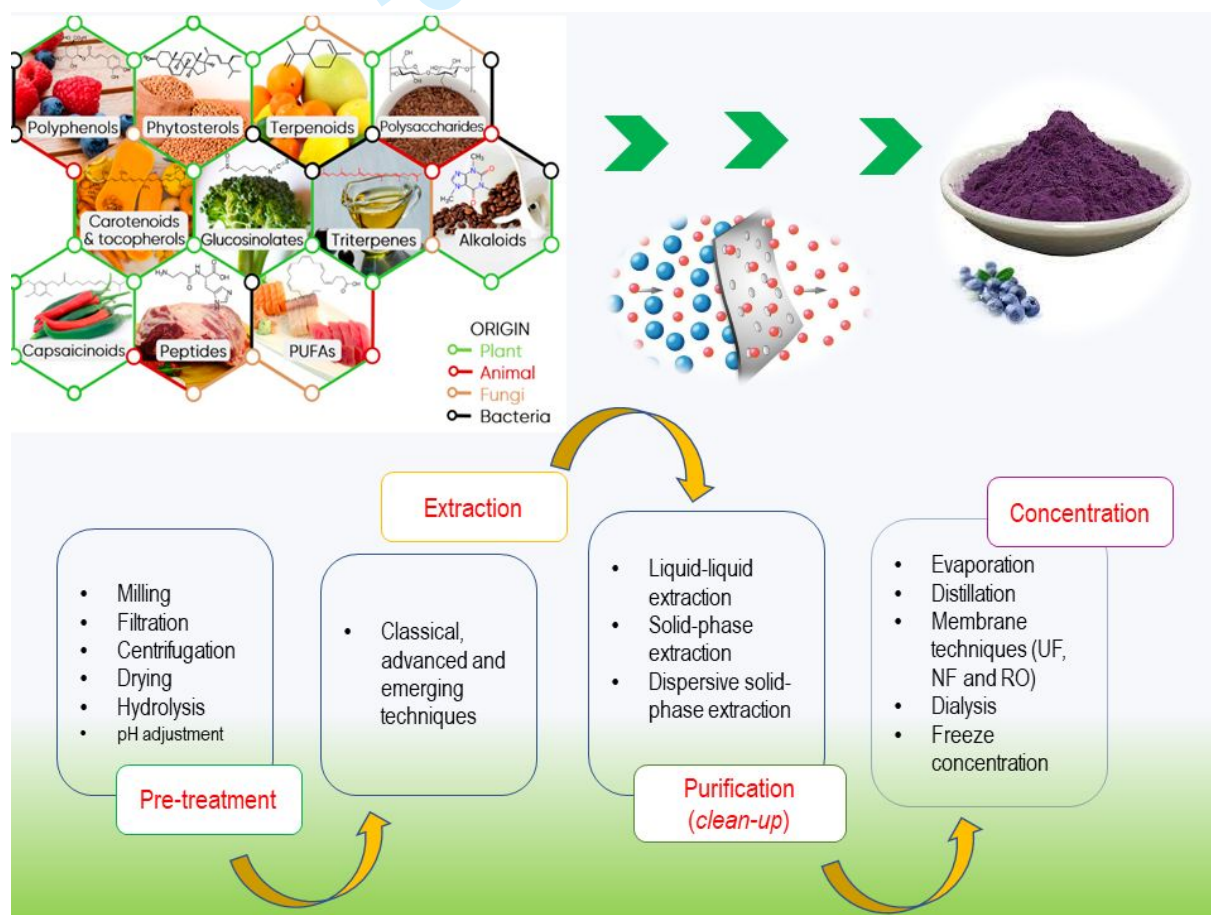 Polyphenols
Phytosterols
Terpenoids
Polysaccharides
Carotenoids
& tocopherols
Glucosinolates
Triterpenes
Alkaloids
Capsaicinoids
Peptides
PUFAs
ORIGIN
Plant
Animal
Fungi
Bacteria
Pre-treatment
• Milling
• Filtration
• Centrifugation
• Drying
• Hydrolysis
• pH adjustment
Extraction
• Classical,
advanced and
emerging
techniques
Purification
(clean-up)
• Liquid-liquid
extraction
• Solid-phase
extraction
• Dispersive solid-
phase extraction
Concentration
• Evaporation
• Distillation
• Membrane
techniques (UF,
NF and RO)
• Dialysis
• Freeze
concentration